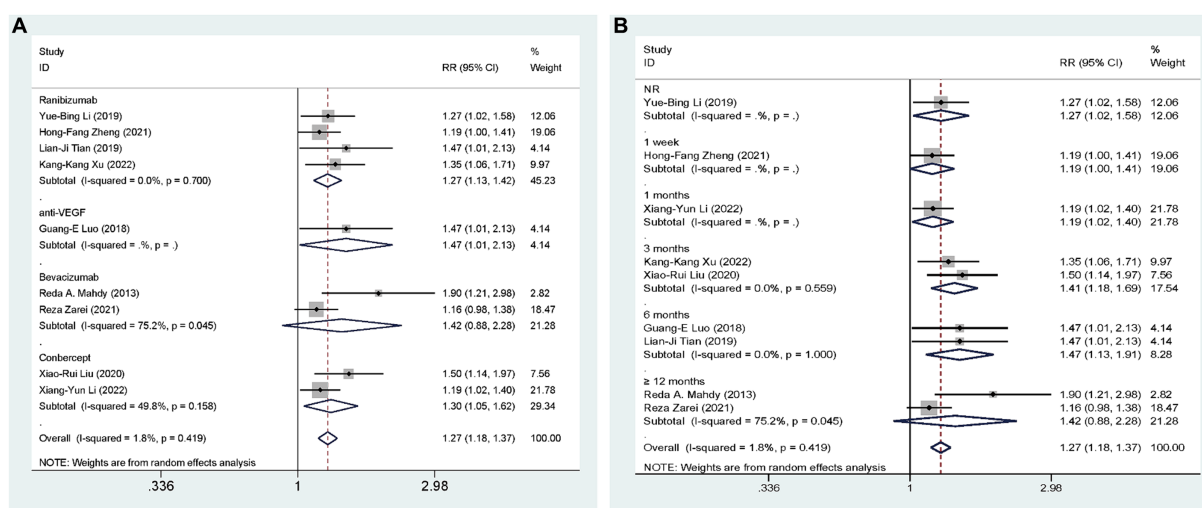 A
Study %
ID RR (95% CI) Weight
Ranibizumab
Yue-Bing Li (2019) 1.27 (1.02, 1.58) 12.06
Hong-Fang Zheng (2021) 1.19 (1.00, 1.41) 19.06
Lian-Ji Tian (2019) 1.47 (1.01, 2.13) 4.14
Kang-Kang Xu (2022) 1.35 (1.06, 1.71) 9.97
Subtotal (I-squared = 0.0%, p = 0.700) 1.27 (1.13, 1.42) 45.23
.
anti-VEGF
Guang-E Luo (2018) 1.47 (1.01, 2.13) 4.14
Subtotal (I-squared = .%, p = .) 1.47 (1.01, 2.13) 4.14
.
Bevacizumab
Reda A. Mahdy (2013) 1.90 (1.21, 2.98) 2.82
Reza Zarei (2021) 1.16 (0.98, 1.38) 18.47
Subtotal (I-squared = 75.2%, p = 0.045) 1.42 (0.88, 2.28) 21.28
.
Conbercept
Xiao-Rui Liu (2020) 1.50 (1.14, 1.97) 7.56
Xiang-Yun Li (2022) 1.19 (1.02, 1.40) 21.78
Subtotal (I-squared = 49.8%, p = 0.158) 1.30 (1.05, 1.62) 29.34
.
Overall (I-squared = 1.8%, p = 0.419) 1.27 (1.18, 1.37) 100.00
NOTE: Weights are from random effects analysis
.336 1 2.98
B
Study %
ID RR (95% CI) Weight
NR
Yue-Bing Li (2019) 1.27 (1.02, 1.58) 12.06
Subtotal (I-squared = .%, p = .) 1.27 (1.02, 1.58) 12.06
.
1 week
Hong-Fang Zheng (2021) 1.19 (1.00, 1.41) 19.06
Subtotal (I-squared = .%, p = .) 1.19 (1.00, 1.41) 19.06
.
1 months
Xiang-Yun Li (2022) 1.19 (1.02, 1.40) 21.78
Subtotal (I-squared = .%, p = .) 1.19 (1.02, 1.40) 21.78
.
3 months
Kang-Kang Xu (2022) 1.35 (1.06, 1.71) 9.97
Xiao-Rui Liu (2020) 1.50 (1.14, 1.97) 7.56
Subtotal (I-squared = 0.0%, p = 0.559) 1.41 (1.18, 1.69) 17.54
.
6 months
Guang-E Luo (2018) 1.47 (1.01, 2.13) 4.14
Lian-Ji Tian (2019) 1.47 (1.01, 2.13) 4.14
Subtotal (I-squared = 0.0%, p = 1.000) 1.47 (1.13, 1.91) 8.28
.
≥ 12 months
Reda A. Mahdy (2013) 1.90 (1.21, 2.98) 2.82
Reza Zarei (2021) 1.16 (0.98, 1.38) 18.47
Subtotal (I-squared = 75.2%, p = 0.045) 1.42 (0.88, 2.28) 21.28
.
Overall (I-squared = 1.8%, p = 0.419) 1.27 (1.18, 1.37) 100.00
NOTE: Weights are from random effects analysis
.336 1 2.98